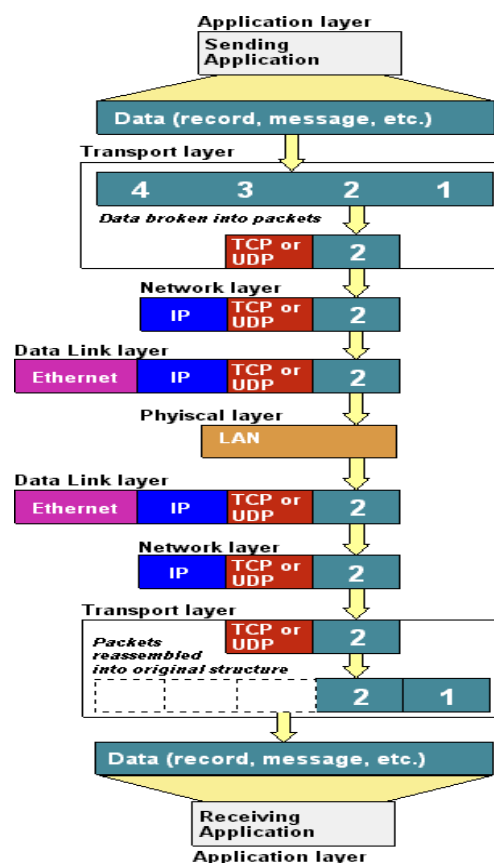 Application layer
Sending
Application
Data (record, message, etc.)
Transport layer
4 3 2 1
Data broken into packets
TCP or
UDP
2
Network layer
IP
TCP or
UDP
2
Data Link layer
Ethernet
IP
TCP or
UDP
2
Phyiscal layer
LAN
Data Link layer
Ethernet
IP
TCP or
UDP
2
Network layer
IP
TCP or
UDP
2
Transport layer
Packets
reassembled
into original structure
TCP or
UDP
2
2 1
Data (record, message, etc.)
Receiving
Application
Application layer